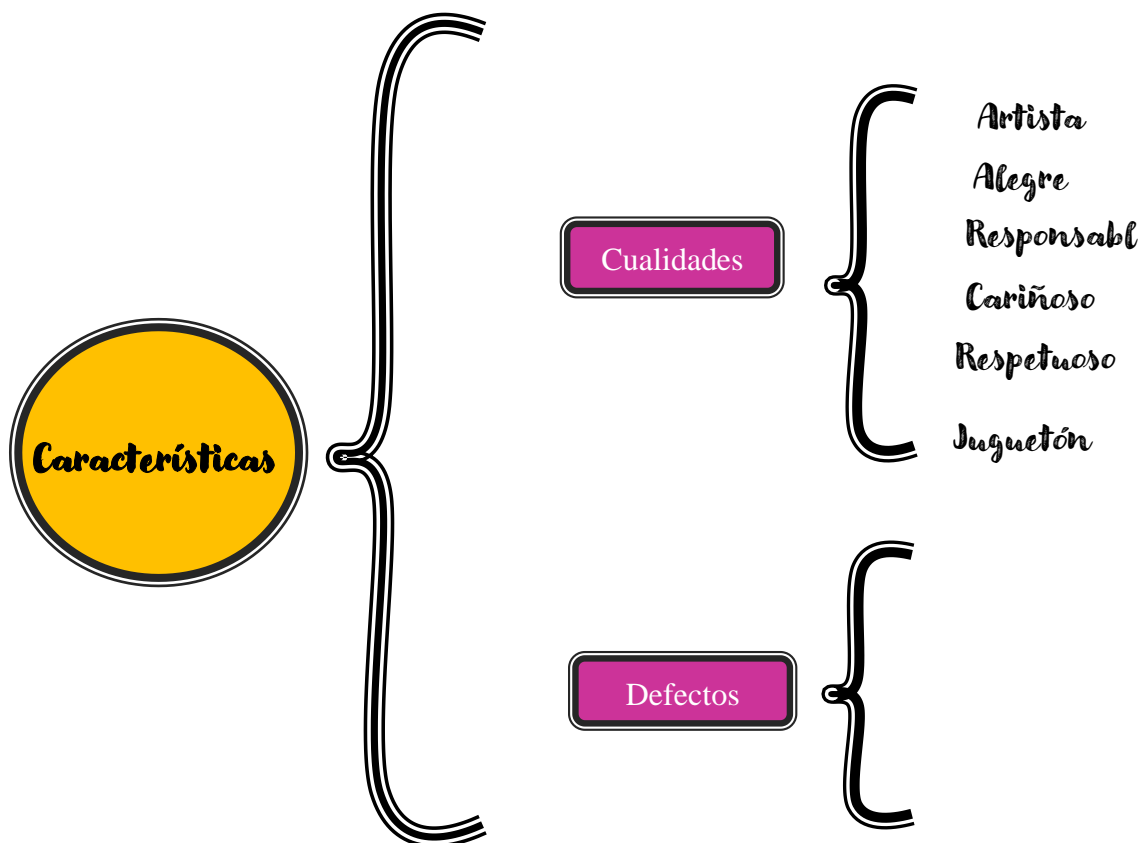 Características
Cualidades
Artista
Alegre
Responsabl
Cariñoso
Respetuoso
Juguetón
Defectos